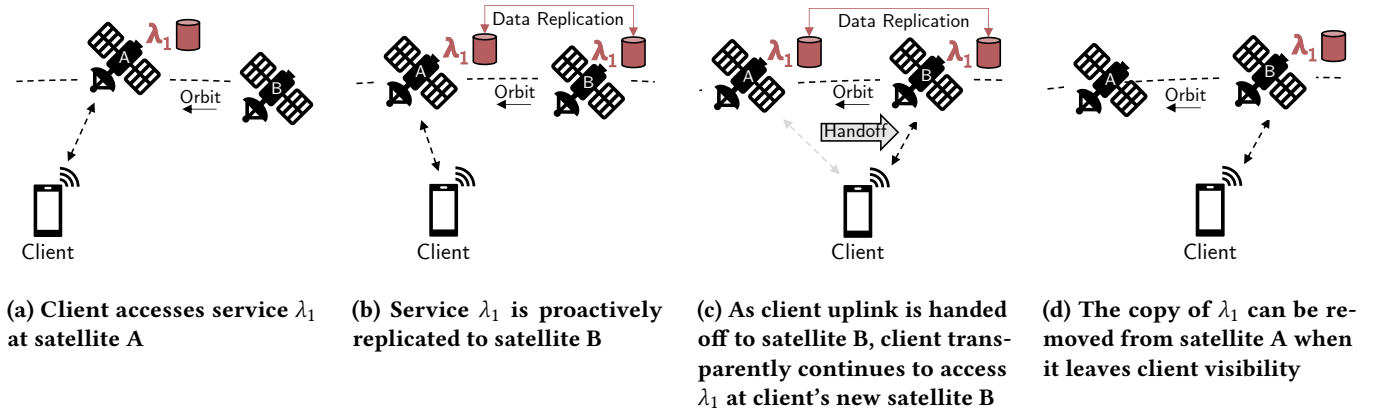 λ1
A
B
Orbit
Client
(a) Client accesses service λ1
at satellite A
Data Replication
λ1
λ1
A
B
Orbit
Client
(b) Service λ1 is proactively
replicated to satellite B
Data Replication
λ1
λ1
A
B
Orbit
Handoff
Client
(c) As client uplink is handed
off to satellite B, client trans-
parently continues to access
λ1 at client's new satellite B
λ1
A
B
Orbit
Client
(d) The copy of λ1 can be re-
moved from satellite A when
it leaves client visibility